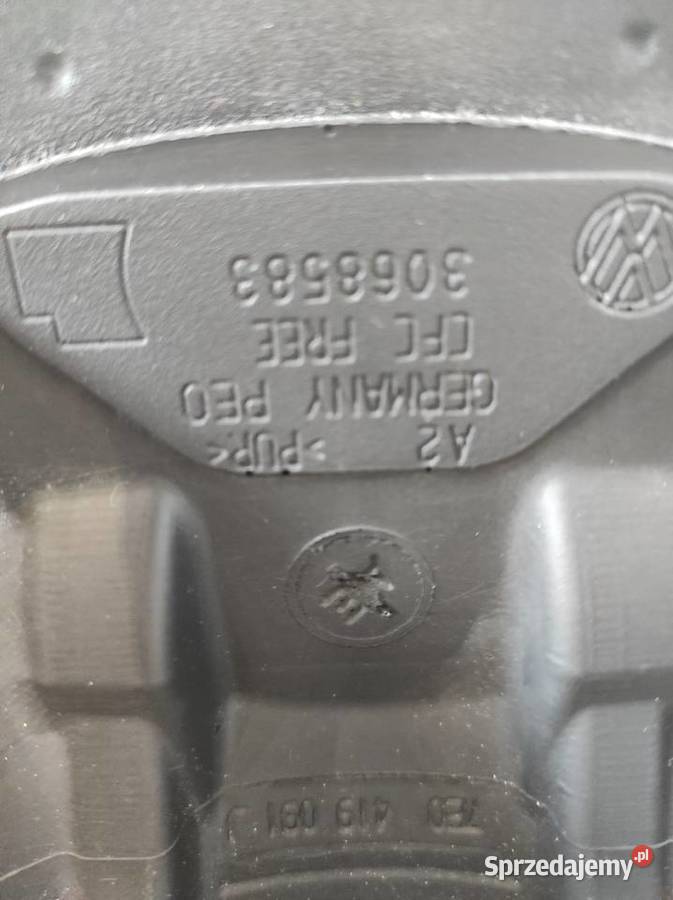 7E0 419 091 J
A2 >PUR<
GERMANY PEO
CFC FREE
3068583
Sprzedajemy.pl